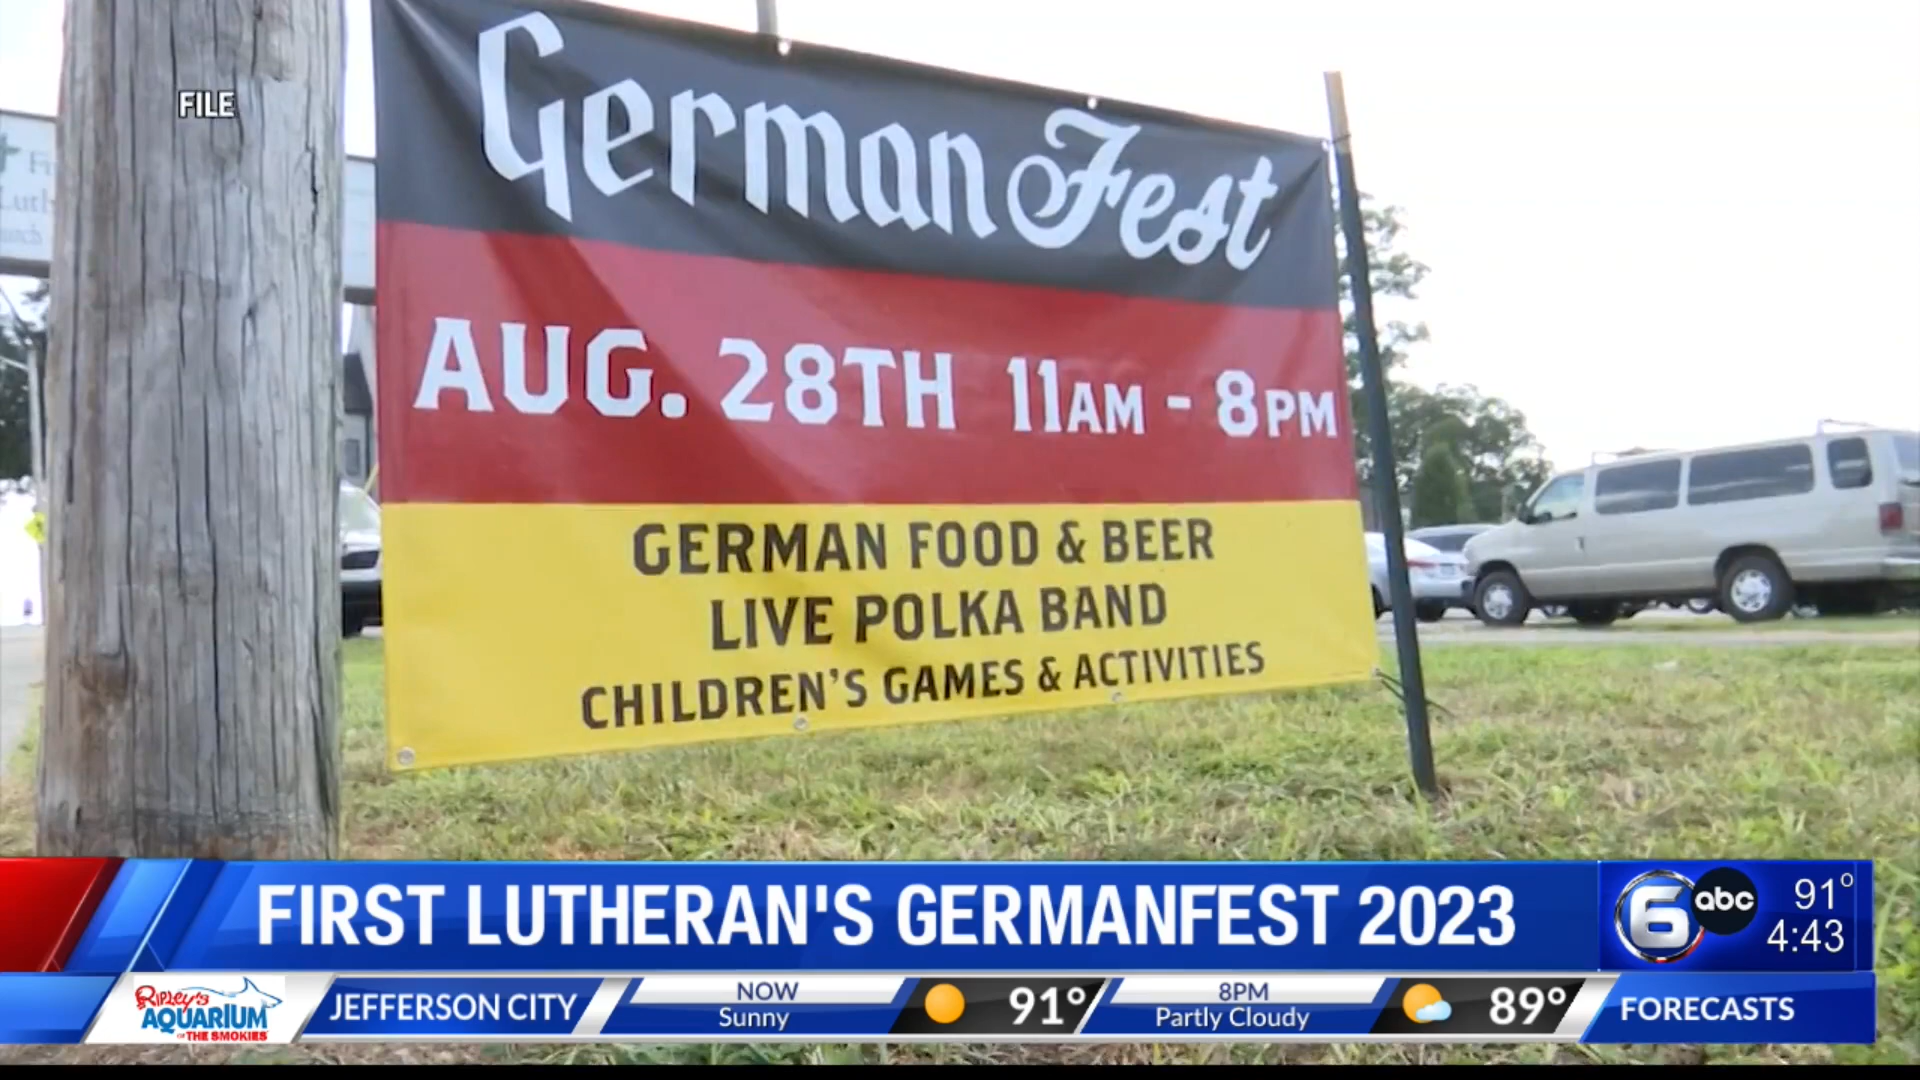 FILE
GermanFest
Luth
AUG. 28TH 11AM - 8PM
GERMAN FOOD & BEER
LIVE POLKA BAND
CHILDREN'S GAMES & ACTIVITIES
FIRST LUTHERAN'S GERMANFEST 2023
6 abc
91°
4:43
RIPLEY'S
AQUARIUM
OF THE SMOKIES
JEFFERSON CITY
NOW
Sunny
91°
8PM
Partly Cloudy
89°
FORECASTS